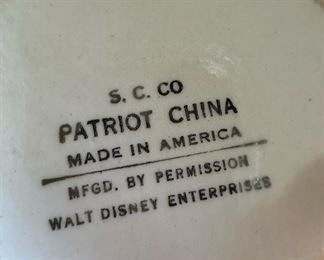 S. C. CO
PATRIOT CHINA
MADE IN AMERICA
MFGD. BY PERMISSION
WALT DISNEY ENTERPRISES